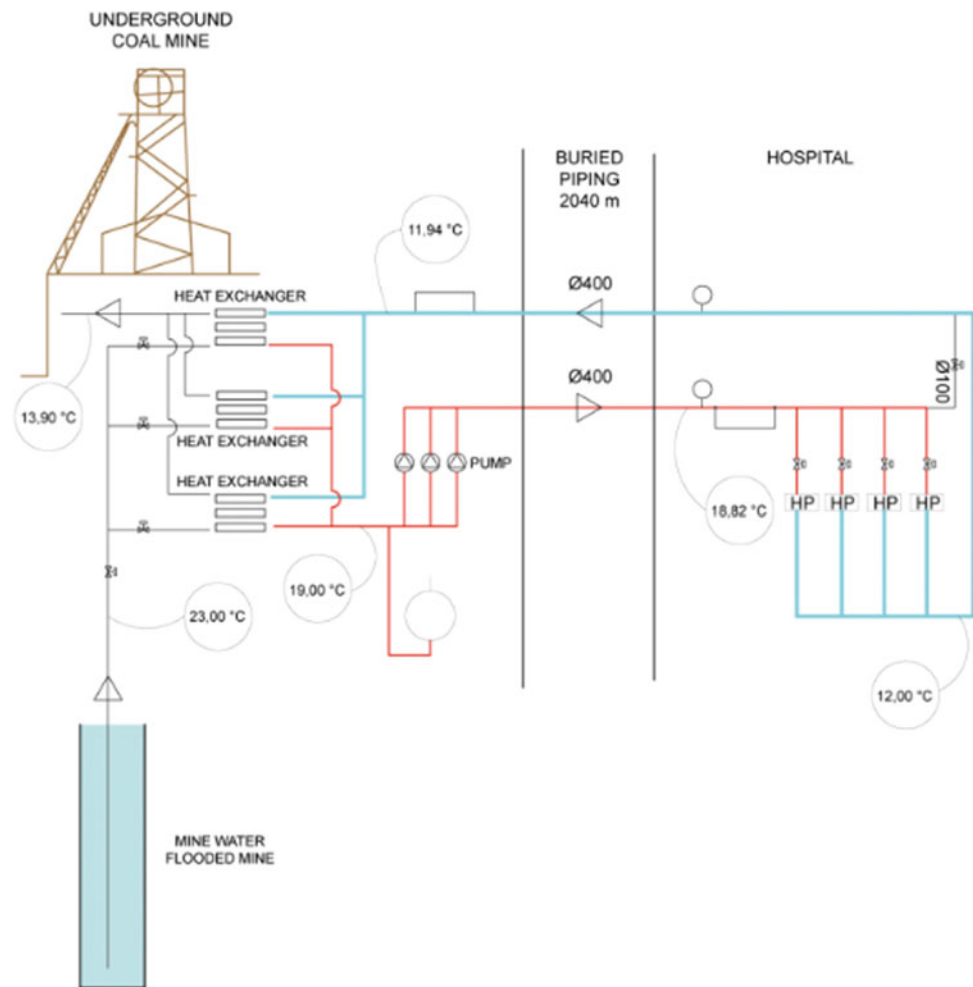 UNDERGROUND
COAL MINE
BURIED
PIPING
2040 m
HOSPITAL
11,94 °C
Ø400
HEAT EXCHANGER
Ø400
Ø100
13,90 °C
HEAT EXCHANGER
PUMP
HEAT EXCHANGER
18,82 °C
HP HP HP HP
19,00 °C
23,00 °C
12,00 °C
MINE WATER
FLOODED MINE